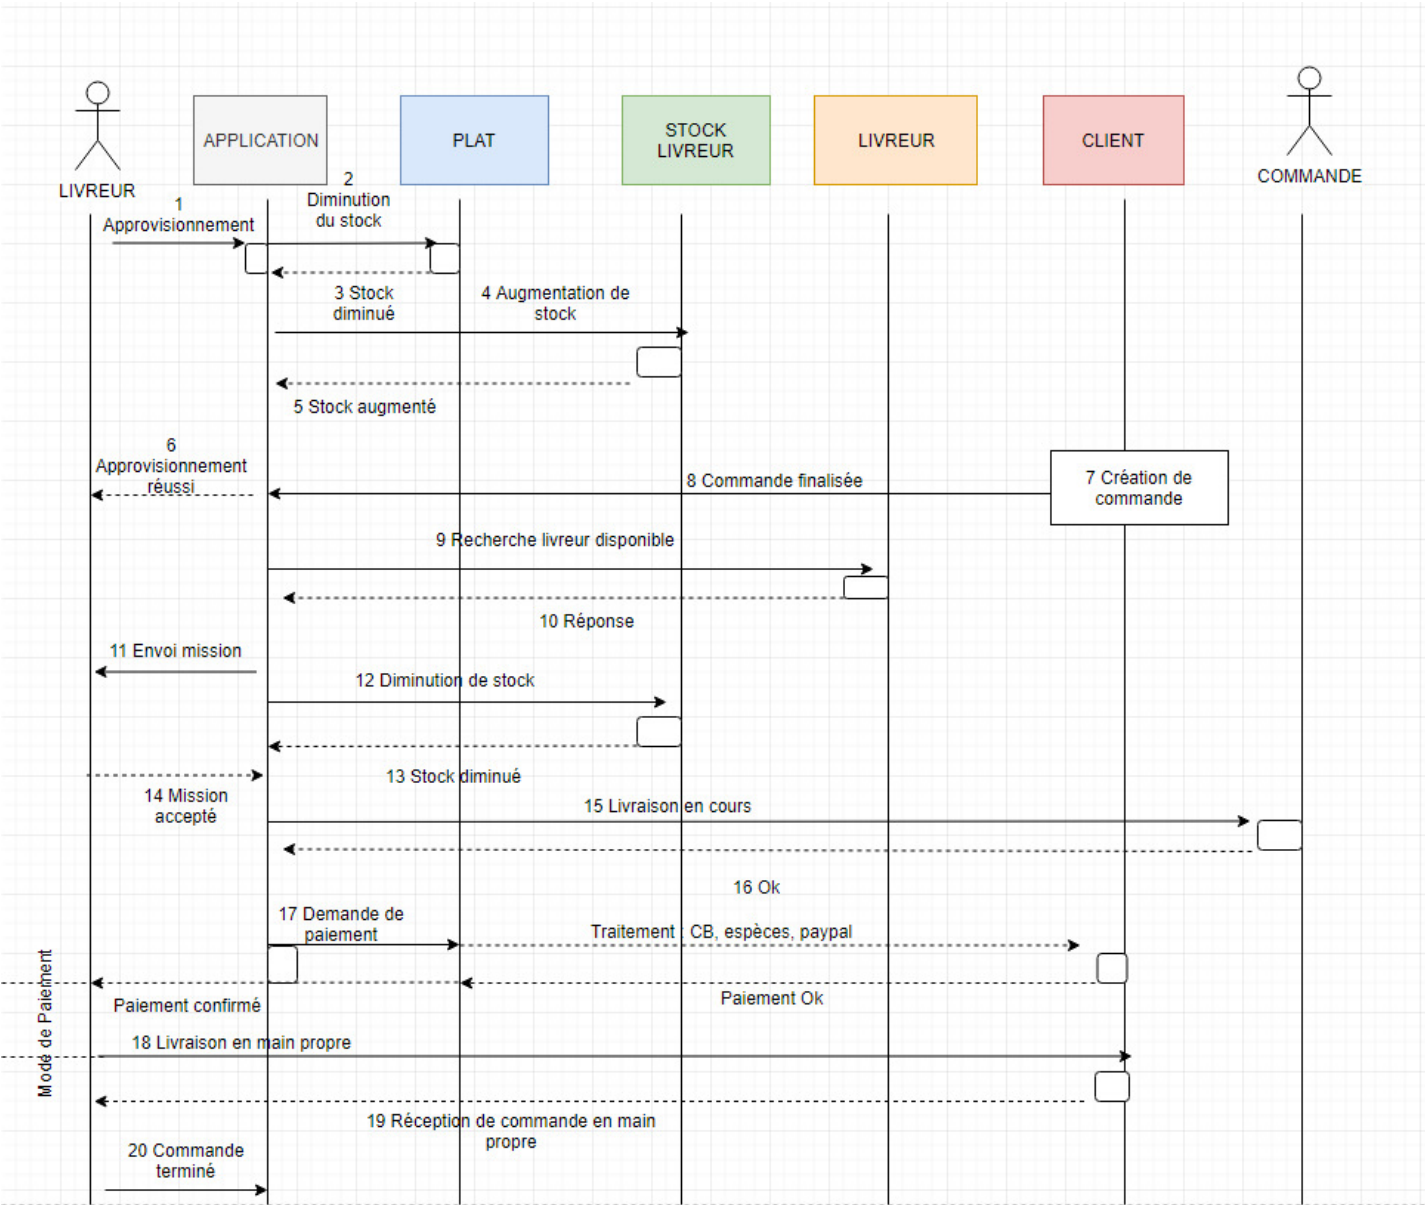 APPLICATION
PLAT
STOCK
LIVREUR
LIVREUR
CLIENT
COMMANDE
LIVREUR
1
Approvisionnement
2
Diminution
du stock
3 Stock
diminué
4 Augmentation de
stock
5 Stock augmenté
6
Approvisionnement
réussi
7 Création de
commande
8 Commande finalisée
9 Recherche livreur disponible
10 Réponse
11 Envoi mission
12 Diminution de stock
13 Stock diminué
14 Mission
accepté
15 Livraison en cours
16 Ok
17 Demande de
paiement
Traitement : CB, espèces, paypal
Mode de Paiement
Paiement confirmé
Paiement Ok
18 Livraison en main propre
19 Réception de commande en main
propre
20 Commande
terminé